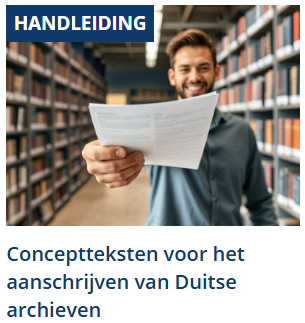 HANDLEIDING
Conceptteksten voor het
aanschrijven van Duitse
archieven